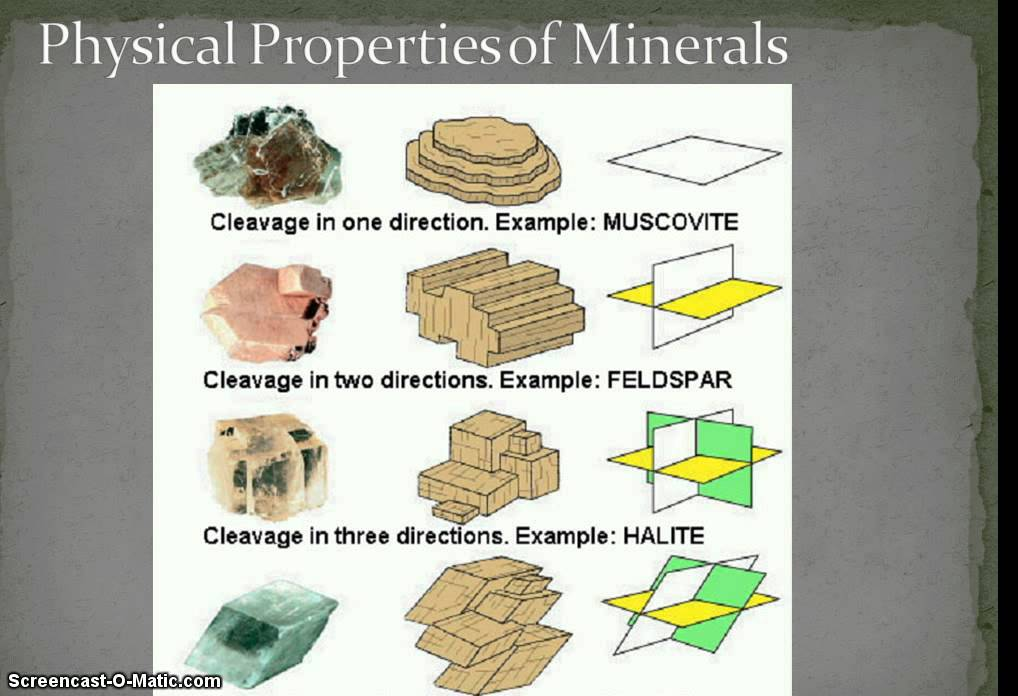 Physical Properties of Minerals
Cleavage in one direction. Example: MUSCOVITE
Cleavage in two directions. Example: FELDSPAR
Cleavage in three directions. Example: HALITE
Screencast-O-Matic.com